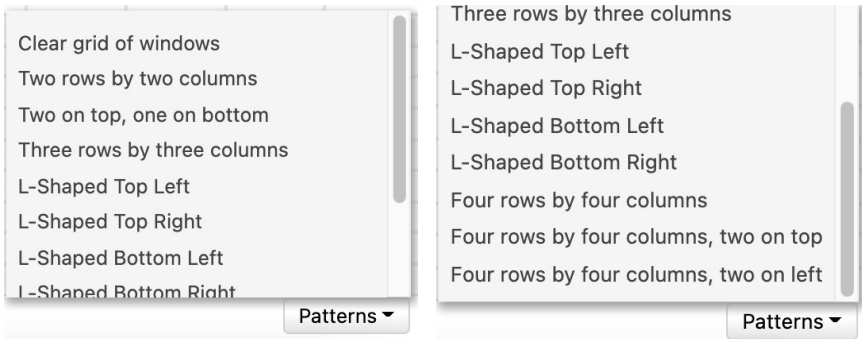 Clear grid of windows
Two rows by two columns
Two on top, one on bottom
Three rows by three columns
L-Shaped Top Left
L-Shaped Top Right
L-Shaped Bottom Left
L-Shaped Bottom Right
Patterns
Three rows by three columns
L-Shaped Top Left
L-Shaped Top Right
L-Shaped Bottom Left
L-Shaped Bottom Right
Four rows by four columns
Four rows by four columns, two on top
Four rows by four columns, two on left
Patterns